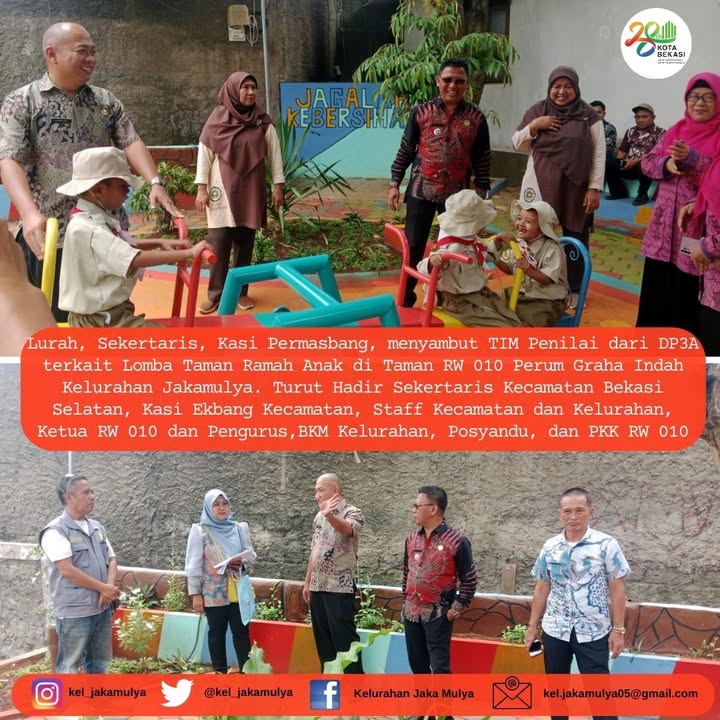 28
KOTA
BEKASI
JAGALAH
KEBERSIHAN
Lurah, Sekertaris, Kasi Permasbang, menyambut TIM Penilai dari DP3A
terkait Lomba Taman Ramah Anak di Taman RW 010 Perum Graha Indah
Kelurahan Jakamulya. Turut Hadir Sekertaris Kecamatan Bekasi
Selatan, Kasi Ekbang Kecamatan, Staff Kecamatan dan Kelurahan,
Ketua RW 010 dan Pengurus,BKM Kelurahan, Posyandu, dan PKK RW 010
kel_jakamulya @kel_jakamulya Kelurahan Jaka Mulya kel.jakamulya05@gmail.com